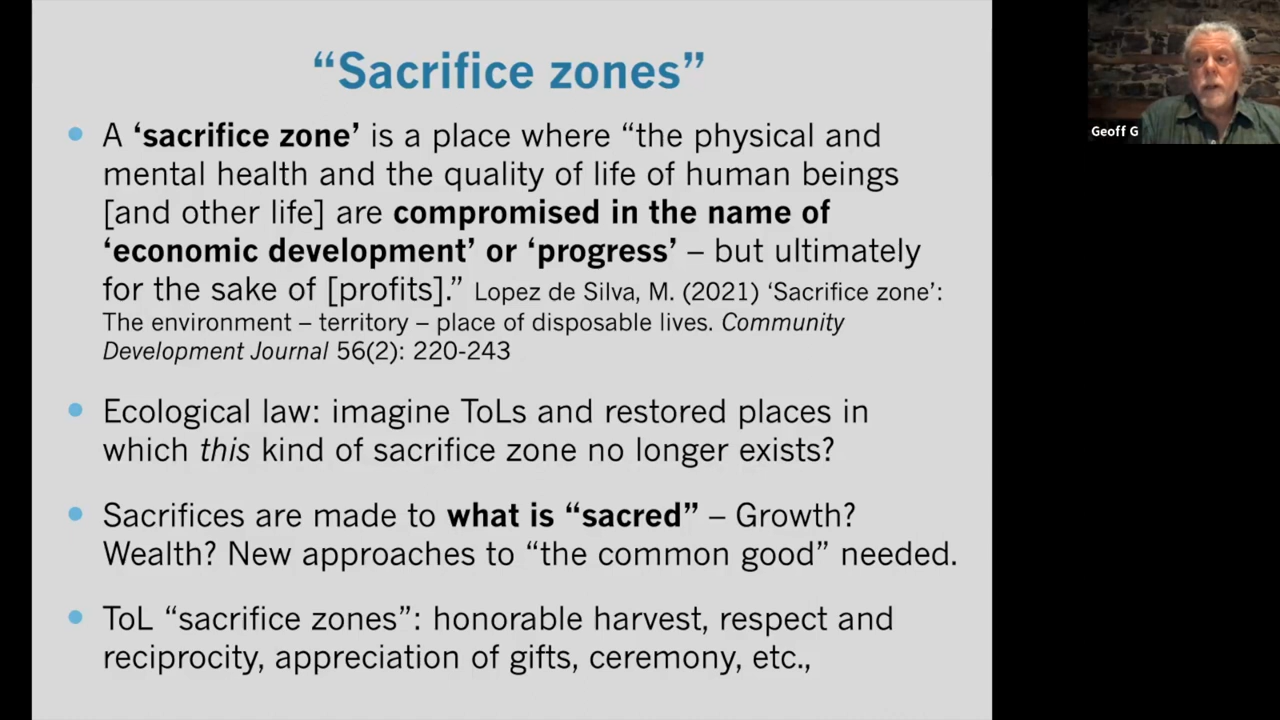 “Sacrifice zones”
A ‘sacrifice zone’ is a place where “the physical and
mental health and the quality of life of human beings
[and other life] are compromised in the name of
‘economic development’ or ‘progress’ – but ultimately
for the sake of [profits].” Lopez de Silva, M. (2021) ‘Sacrifice zone’:
The environment – territory – place of disposable lives. Community
Development Journal 56(2): 220-243
Ecological law: imagine ToLs and restored places in
which this kind of sacrifice zone no longer exists?
Sacrifices are made to what is “sacred” – Growth?
Wealth? New approaches to “the common good” needed.
ToL “sacrifice zones”: honorable harvest, respect and
reciprocity, appreciation of gifts, ceremony, etc.,
Geoff G